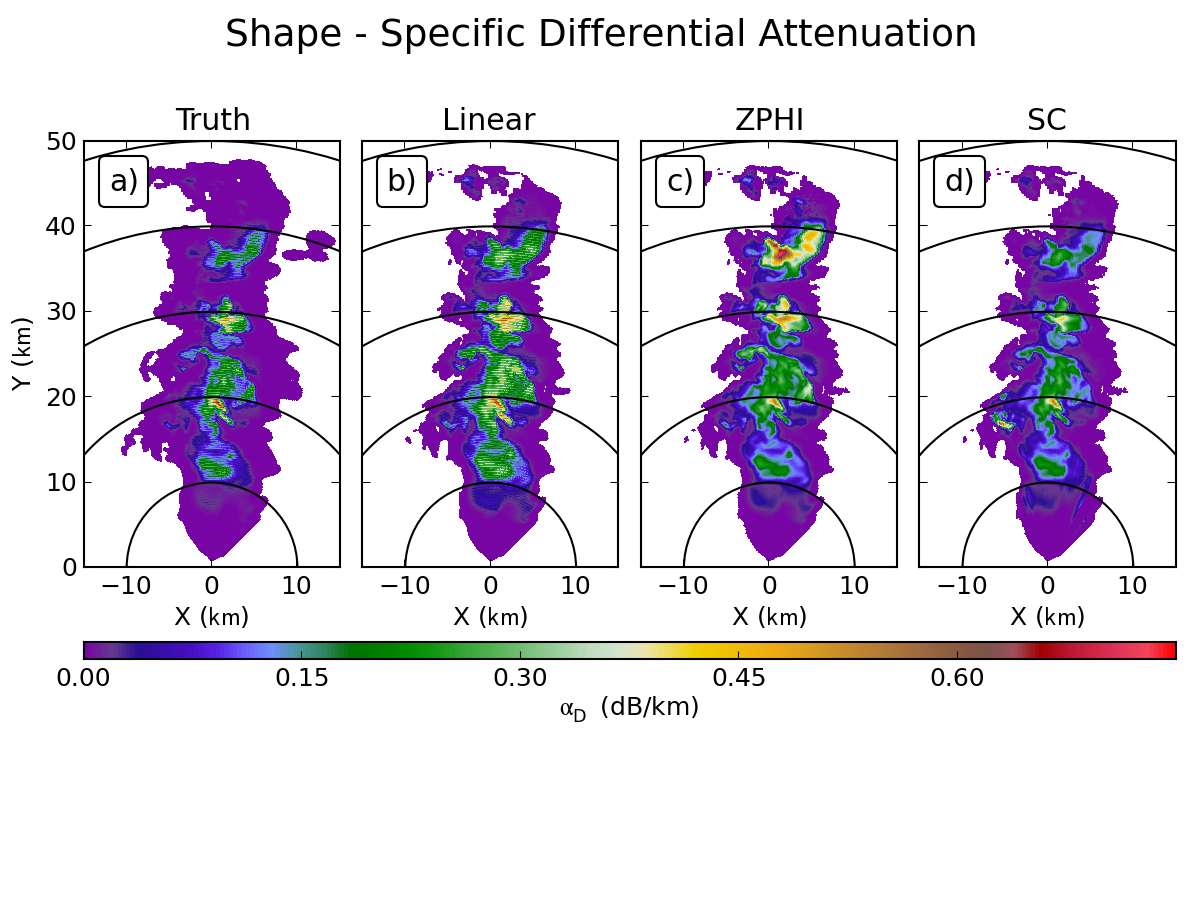 Shape - Specific Differential Attenuation
Truth Linear ZPHI SC
a) b) c) d)
50
40
30
20
10
0
Y (km)
−10 0 10 −10 0 10 −10 0 10 −10 0 10
X (km) X (km) X (km) X (km)
0.00 0.15 0.30 0.45 0.60
αD (dB/km)